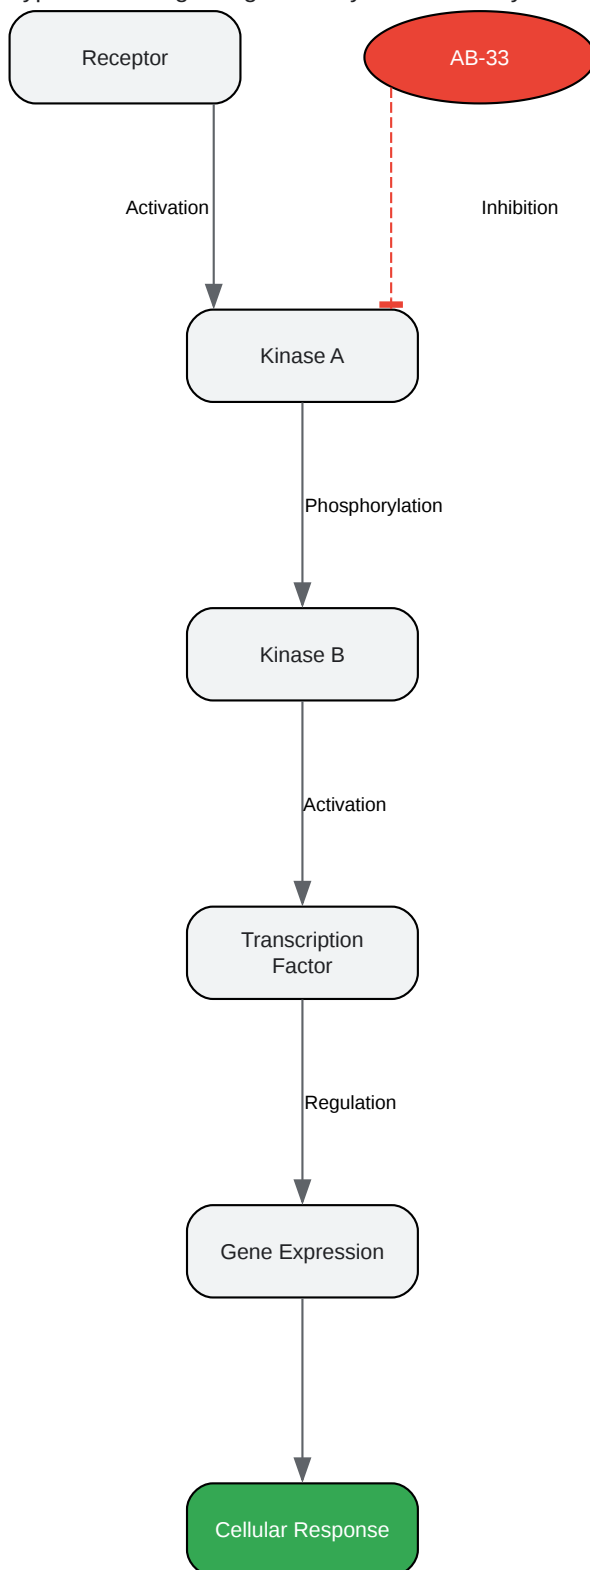 Receptor
AB-33
Activation
Inhibition
Kinase A
Phosphorylation
Kinase B
Activation
Transcription
Factor
Regulation
Gene Expression
Cellular Response